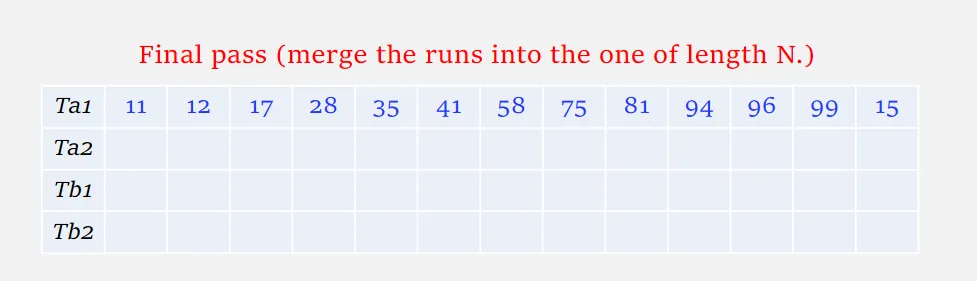 Final pass (merge the runs into the one of length N.)
Ta1 11 12 17 28 35 41 58 75 81 94 96 99 15
Ta2
Tb1
Tb2